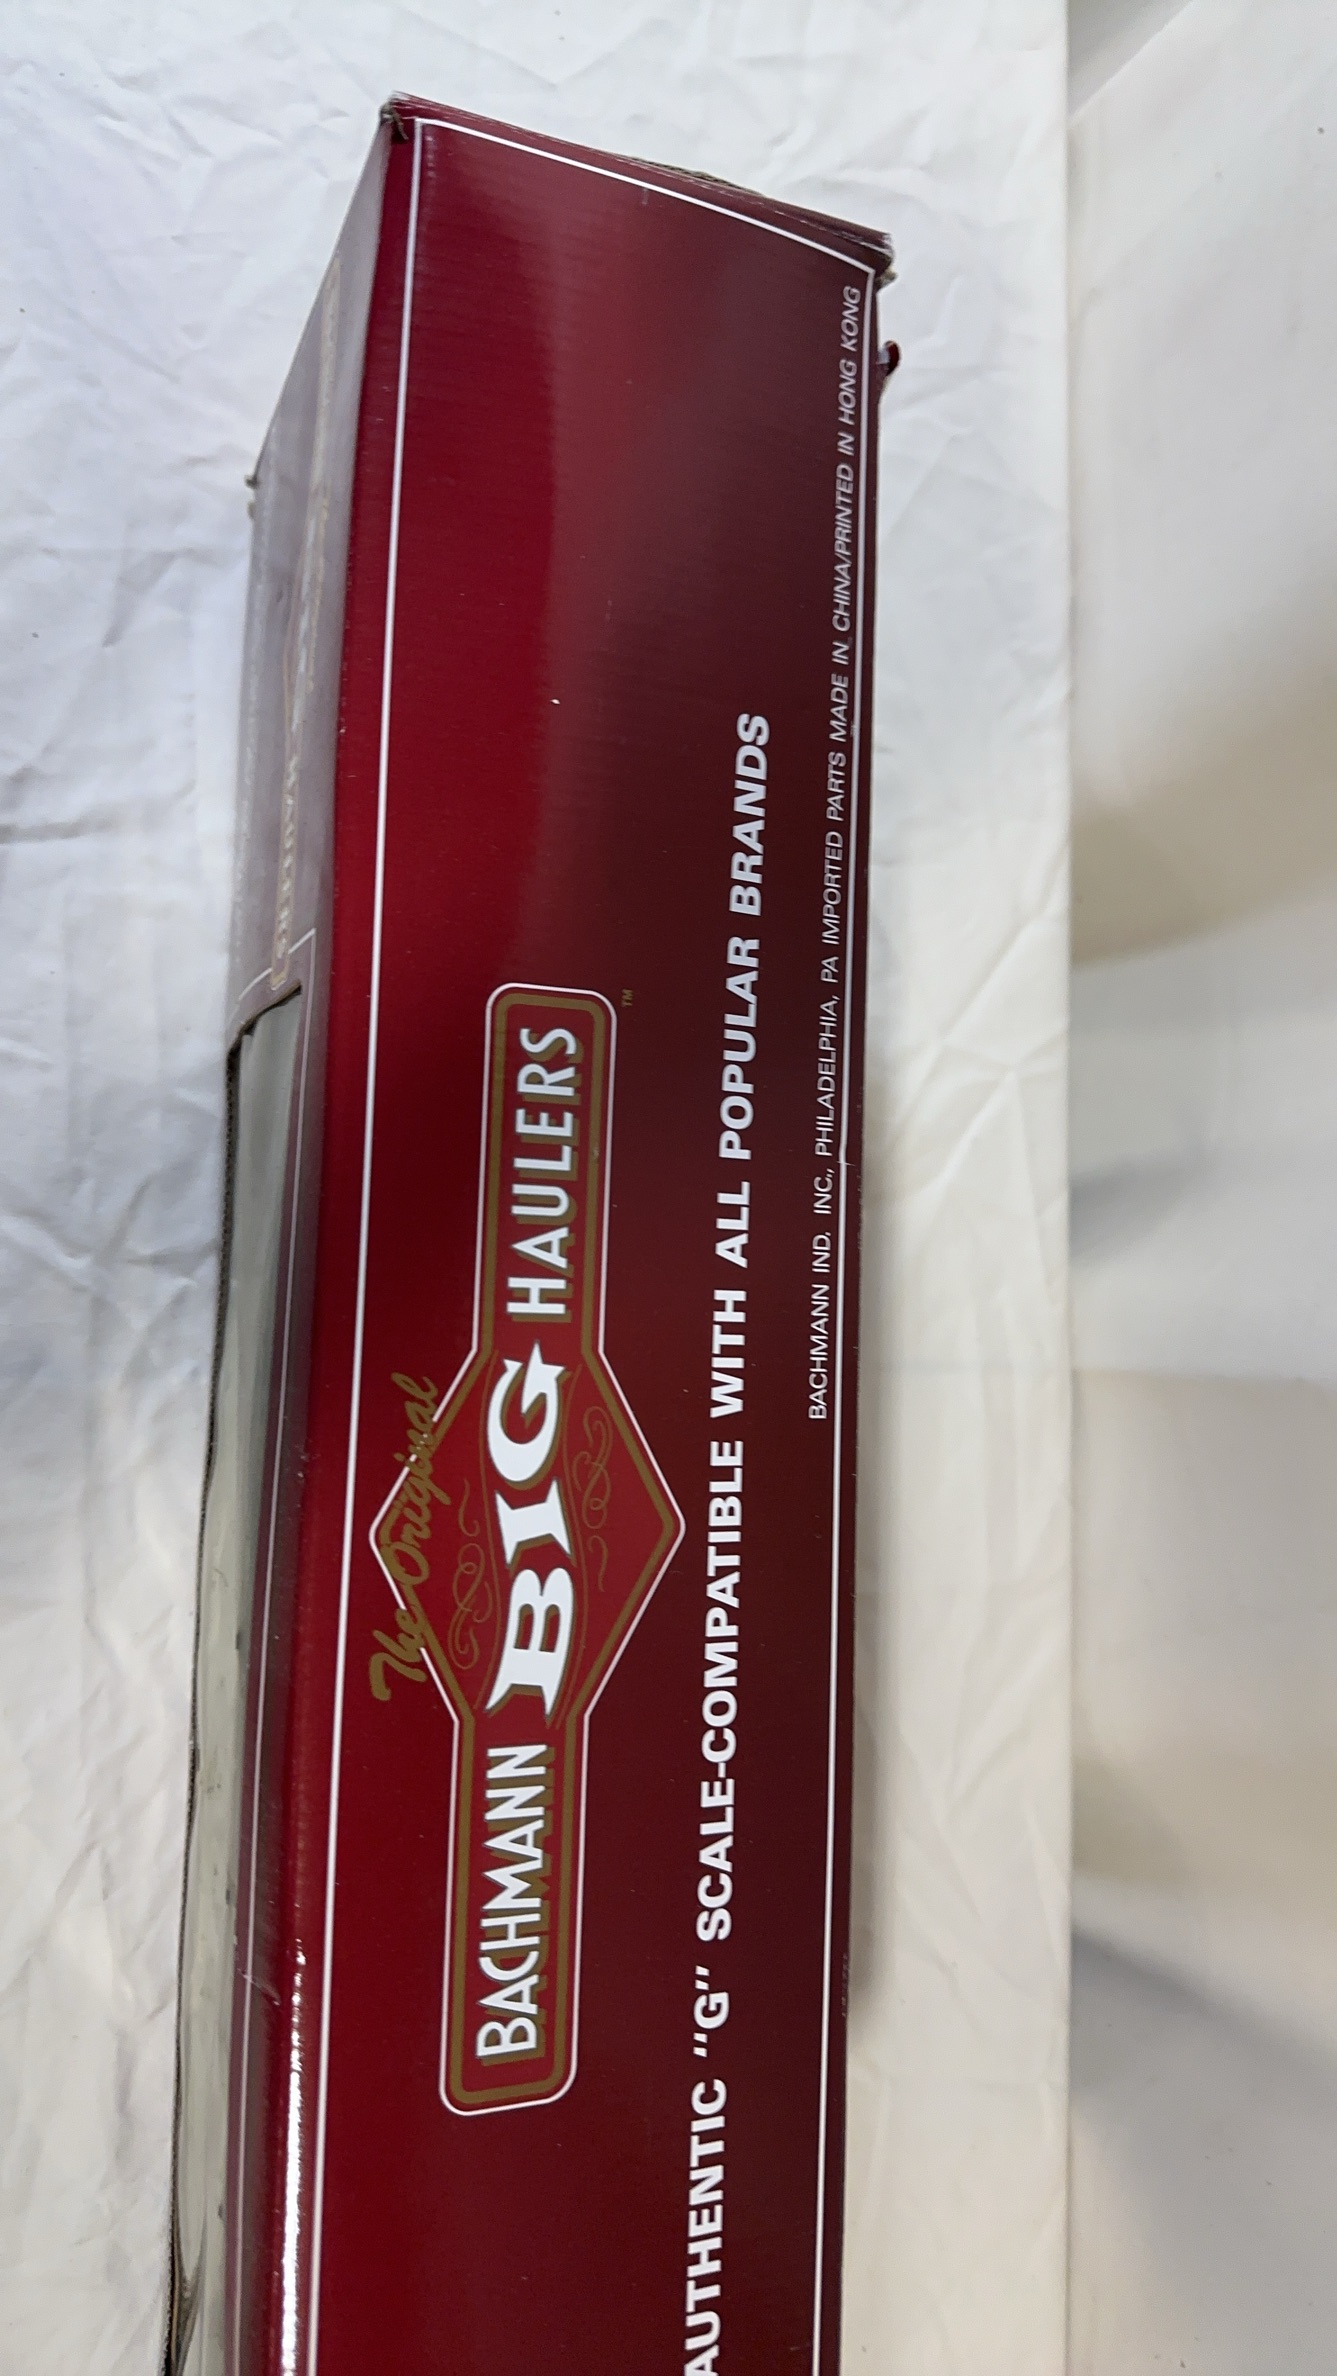 The Original
BACHMANN BIG HAULERS TM
AUTHENTIC "G" SCALE-COMPATIBLE WITH ALL POPULAR BRANDS
BACHMANN IND. INC., PHILADELPHIA, PA IMPORTED PARTS MADE IN CHINA/PRINTED IN HONG KONG